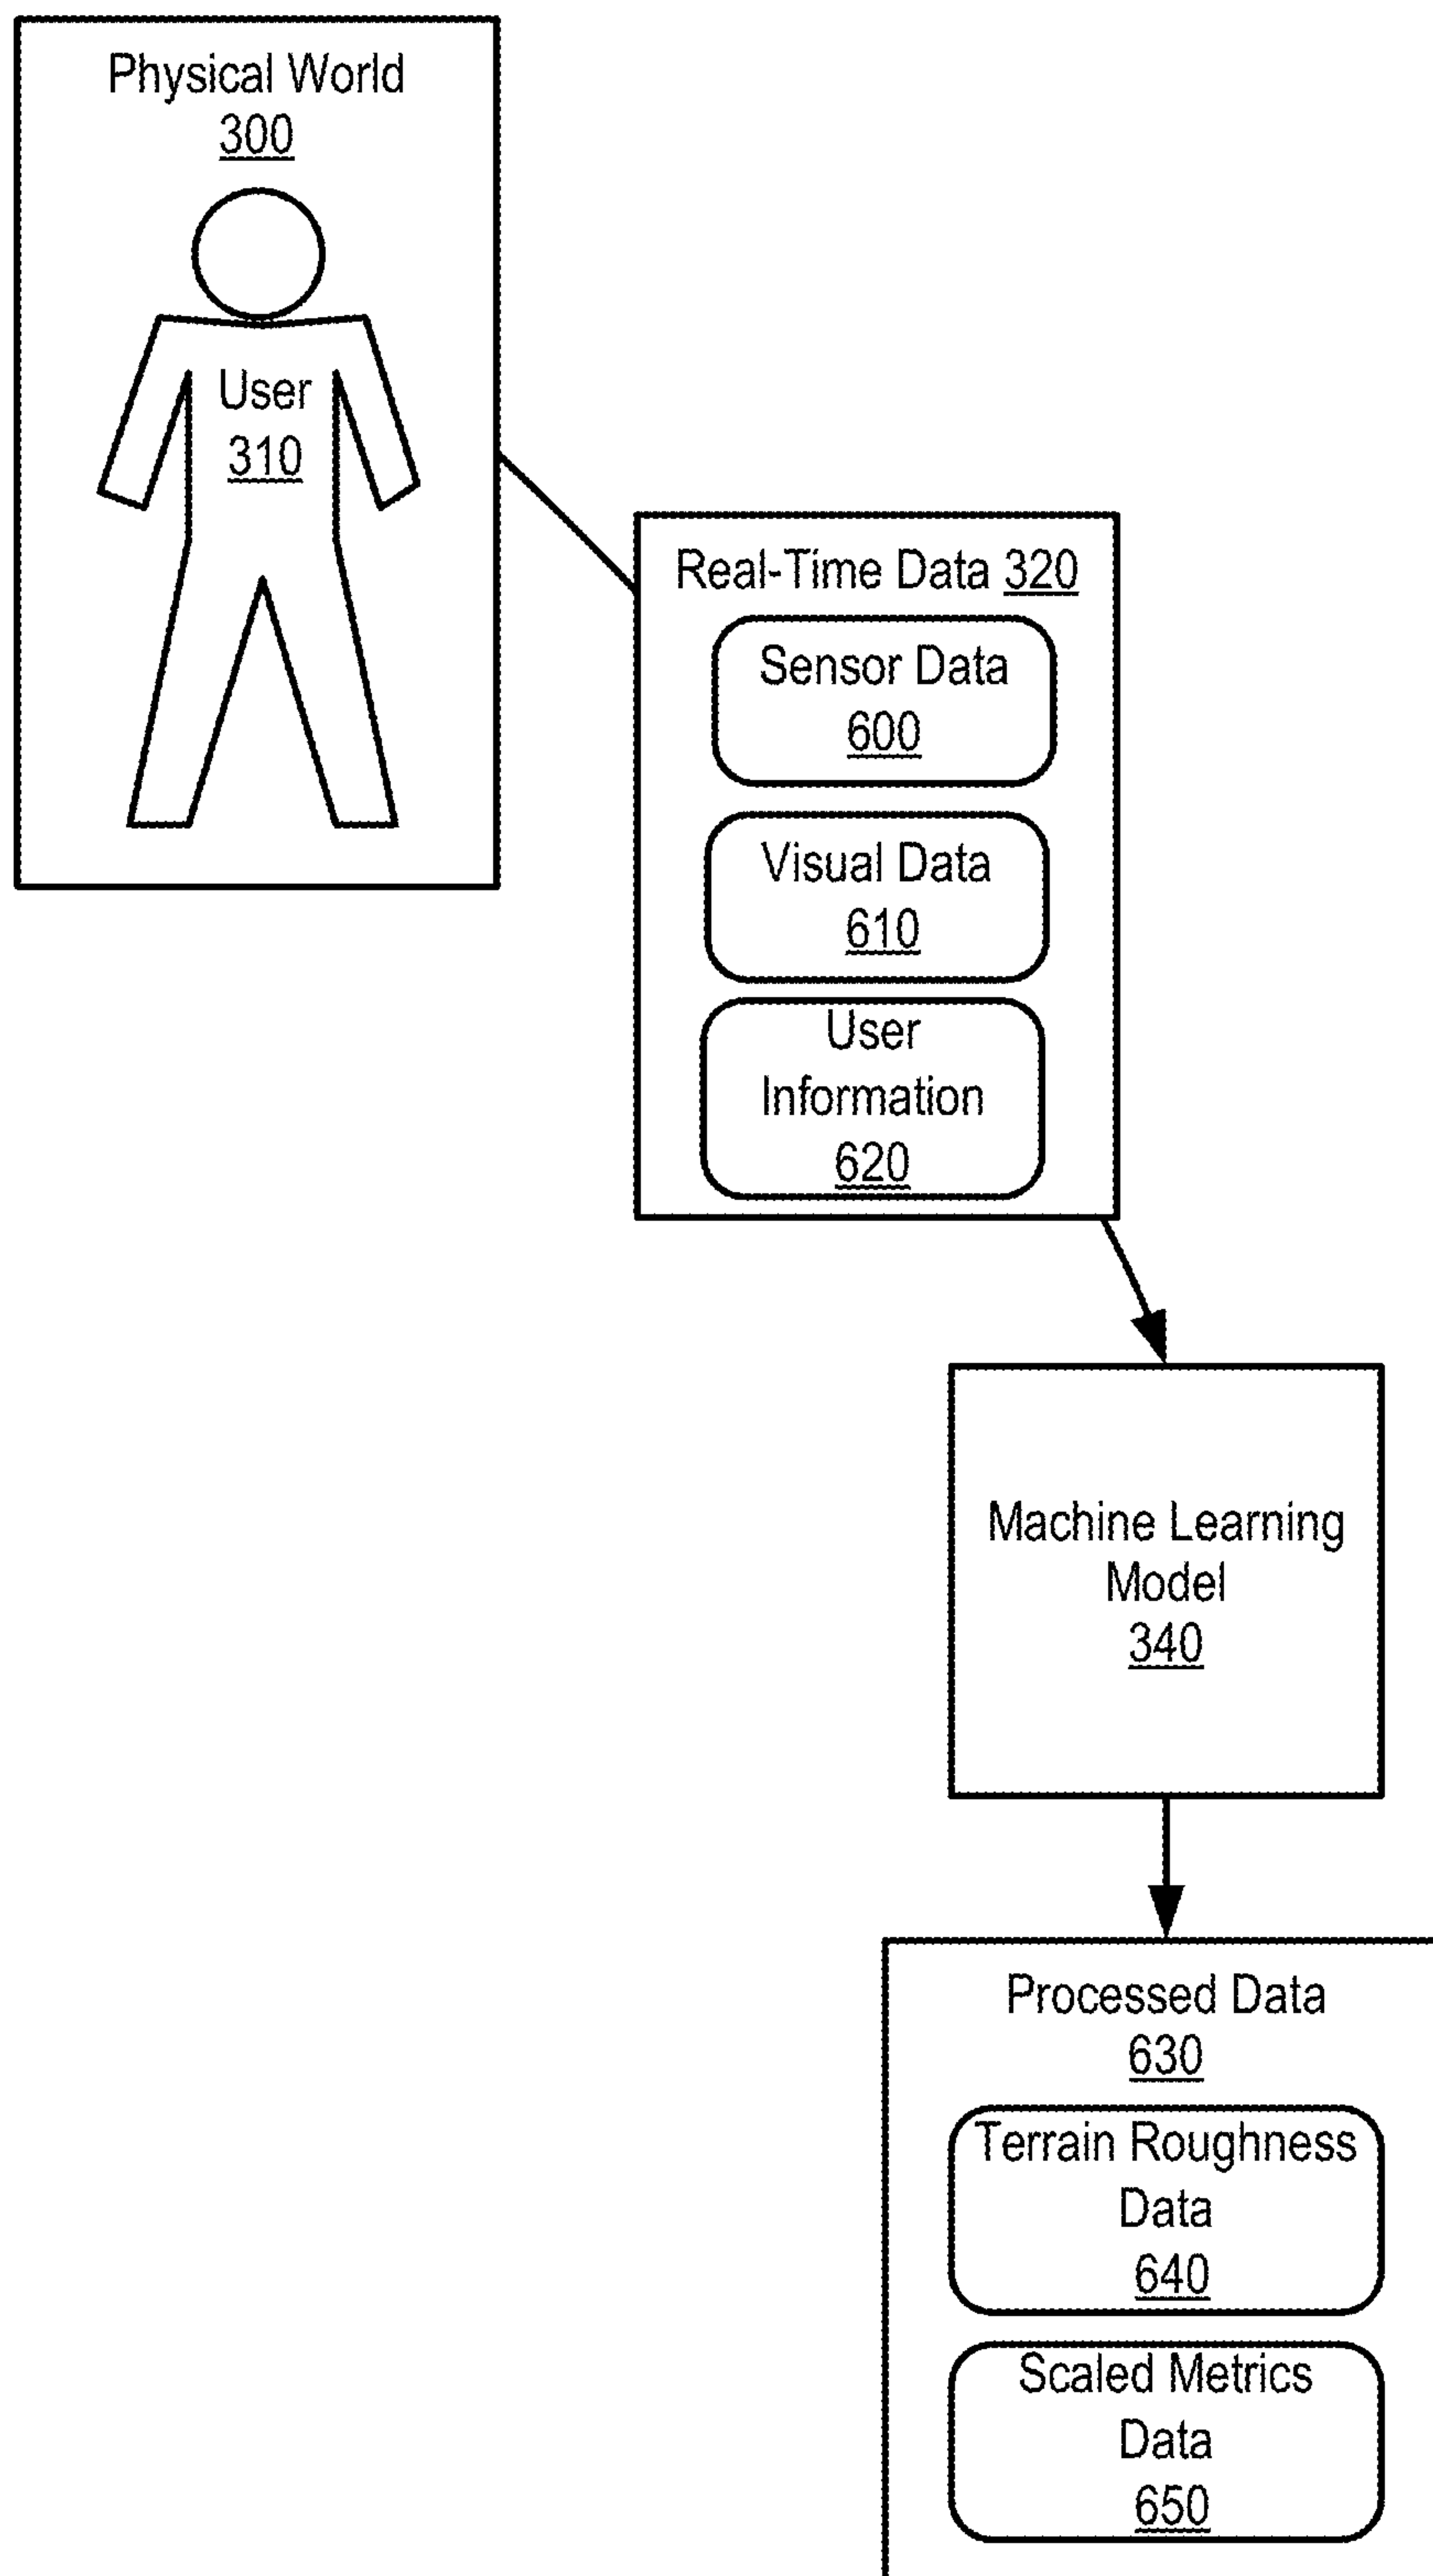 Physical World
300
User
310
Real-Time Data 320
Sensor Data
600
Visual Data
610
User
Information
620
Machine Learning
Model
340
Processed Data
630
Terrain Roughness
Data
640
Scaled Metrics
Data
650